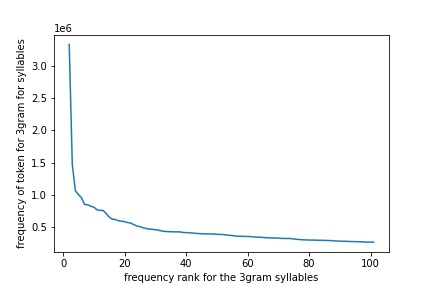 1e6
3.0
2.5
2.0
1.5
1.0
0.5
frequency of token for 3gram for syllables
0 20 40 60 80 100
frequency rank for the 3gram syllables